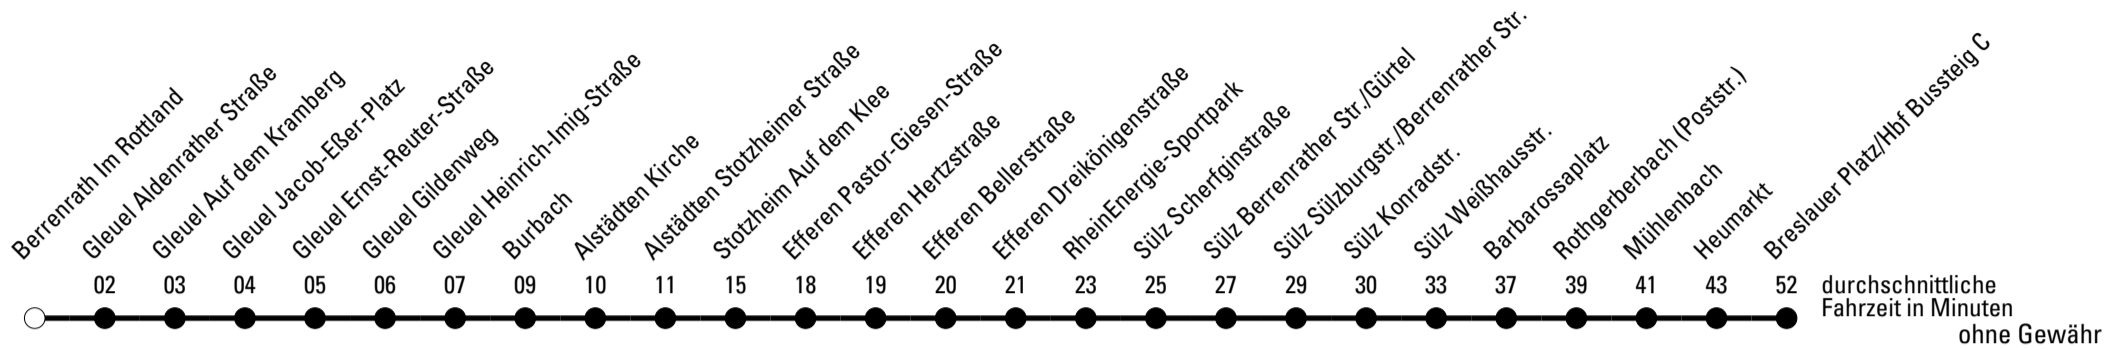 Berrenrath Im Rottland
Gleuel Aldenrather Straße
Gleuel Auf dem Kramberg
Gleuel Jacob-Eßer-Platz
Gleuel Ernst-Reuter-Straße
Gleuel Gildenweg
Gleuel Heinrich-Imig-Straße
Burbach
Alstädten Kirche
Alstädten Stotzheimer Straße
Stotzheim Auf dem Klee
Efferen Pastor-Giesen-Straße
Efferen Hertzstraße
Efferen Bellerstraße
Efferen Dreikönigenstraße
RheinEnergie-Sportpark
Sülz Scherfginstraße
Sülz Berrenrather Str./Gürtel
Sülz Sülzburgstr./Berrenrather Str.
Sülz Konradstr.
Sülz Weißhausstr.
Barbarossaplatz
Rothgerberbach (Poststr.)
Mühlenbach
Heumarkt
Breslauer Platz/Hbf Bussteig C
02 03 04 05 06 07 09 10 11 15 18 19 20 21 23 25 27 29 30 33 37 39 41 43 52 durchschnittliche
Fahrzeit in Minuten
ohne Gewähr